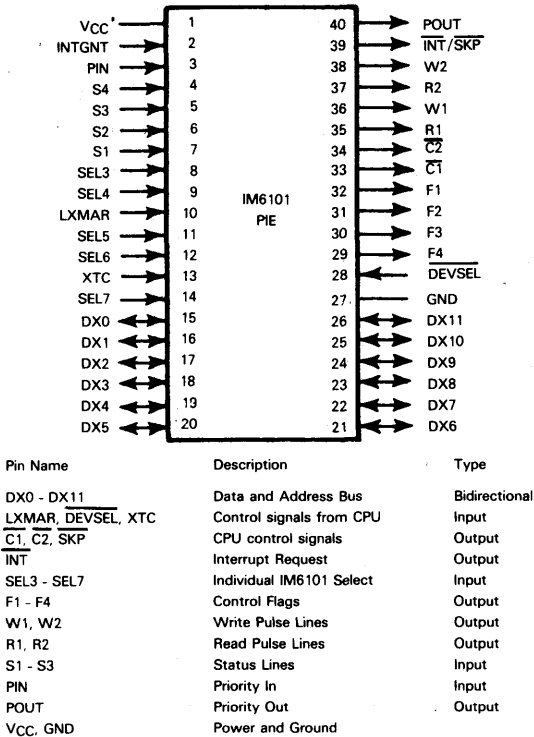 VCC 1 40 POUT
INTGNT 2 39 INT/SKP
PIN 3 38 W2
S4 4 37 R2
S3 5 36 W1
S2 6 35 R1
S1 7 34 C2
SEL3 8 33 C1
SEL4 9 32 F1
LXMAR 10 IM6101 31 F2
PIE
SEL5 11 30 F3
SEL6 12 29 F4
XTC 13 28 DEVSEL
SEL7 14 27 GND
DX0 15 26 DX11
DX1 16 25 DX10
DX2 17 24 DX9
DX3 18 23 DX8
DX4 19 22 DX7
DX5 20 21 DX6
Pin Name Description Type
DX0 - DX11 Data and Address Bus Bidirectional
LXMAR, DEVSEL, XTC Control signals from CPU Input
C1, C2, SKP CPU control signals Output
INT Interrupt Request Output
SEL3 - SEL7 Individual IM6101 Select Input
F1 - F4 Control Flags Output
W1, W2 Write Pulse Lines Output
R1, R2 Read Pulse Lines Output
S1 - S3 Status Lines Input
PIN Priority In Input
POUT Priority Out Output
VCC, GND Power and Ground